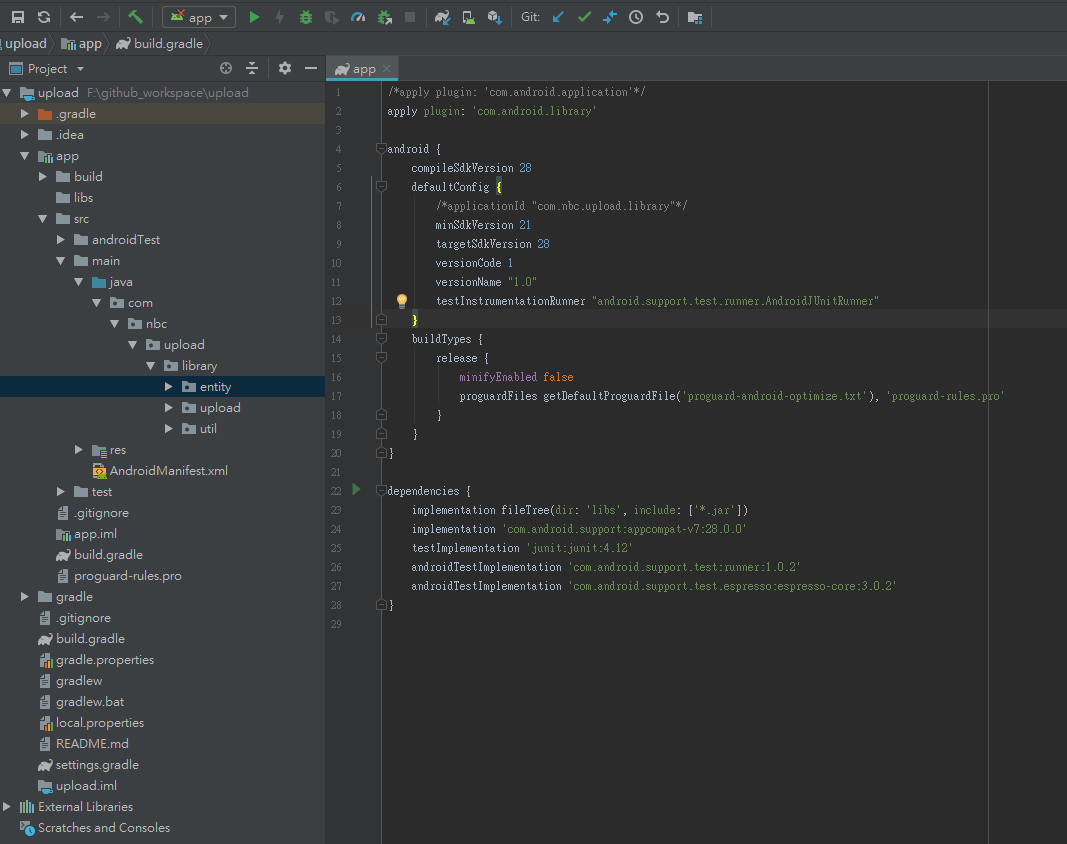 app
Git:
upload app build.gradle
Project
app
upload F:\github_workspace\upload
.gradle
.idea
app
build
libs
src
androidTest
main
java
com
nbc
upload
library
entity
upload
util
res
AndroidManifest.xml
test
.gitignore
app.iml
build.gradle
proguard-rules.pro
gradle
.gitignore
build.gradle
gradle.properties
gradlew
gradlew.bat
local.properties
README.md
settings.gradle
upload.iml
External Libraries
Scratches and Consoles
1 /*apply plugin: 'com.android.application'*/
2 apply plugin: 'com.android.library'
3
4 android {
5 compileSdkVersion 28
6 defaultConfig {
7 /*applicationId "com.nbc.upload.library"*/
8 minSdkVersion 21
9 targetSdkVersion 28
10 versionCode 1
11 versionName "1.0"
12 testInstrumentationRunner "android.support.test.runner.AndroidJUnitRunner"
13 }
14 buildTypes {
15 release {
16 minifyEnabled false
17 proguardFiles getDefaultProguardFile('proguard-android-optimize.txt'), 'proguard-rules.pro'
18 }
19 }
20 }
21
22 dependencies {
23 implementation fileTree(dir: 'libs', include: ['*.jar'])
24 implementation 'com.android.support:appcompat-v7:28.0.0'
25 testImplementation 'junit:junit:4.12'
26 androidTestImplementation 'com.android.support.test:runner:1.0.2'
27 androidTestImplementation 'com.android.support.test.espresso:espresso-core:3.0.2'
28 }
29